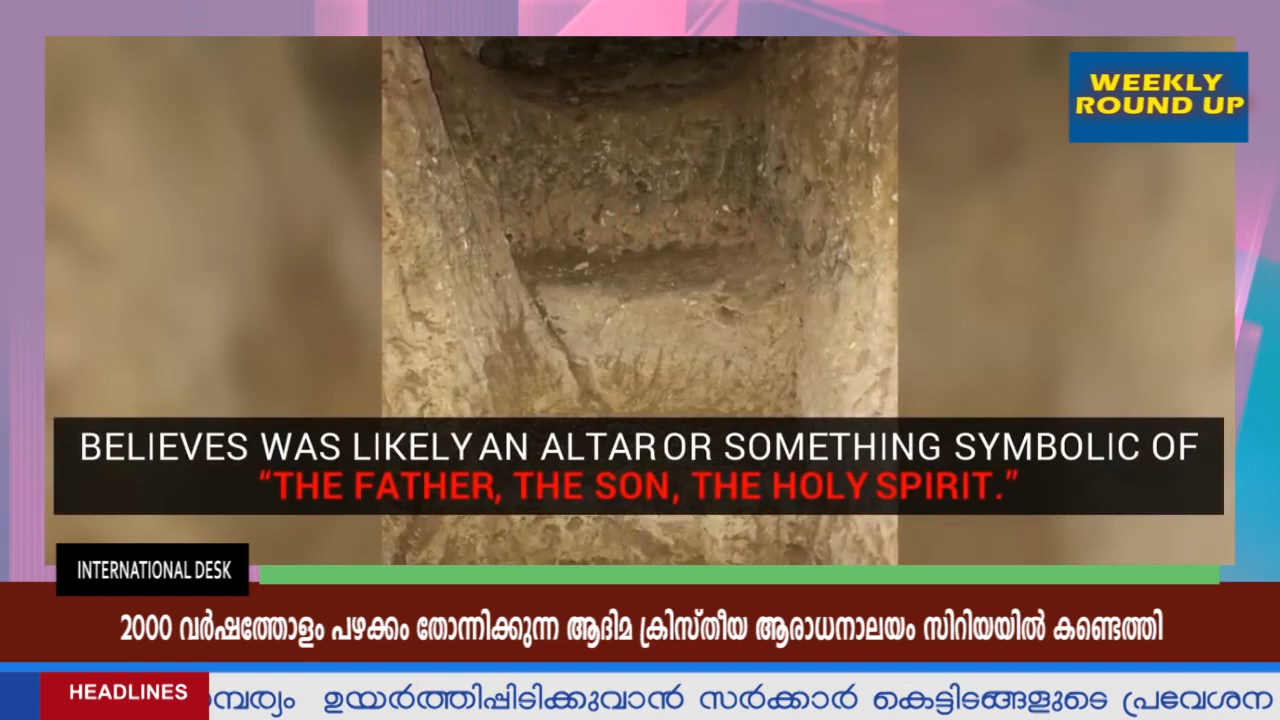 WEEKLY
ROUND UP
BELIEVES WAS LIKELY AN ALTAR OR SOMETHING SYMBOLIC OF
“THE FATHER, THE SON, THE HOLY SPIRIT.”
INTERNATIONAL DESK
2000 വർഷത്തോളം പഴക്കം തോന്നിക്കുന്ന ആദിമ ക്രിസ്തീയ ആരാധനാലയം സിറിയയിൽ കണ്ടെത്തി
HEADLINES
ഉയർത്തിപ്പിടിക്കുവാൻ സർക്കാർ കെട്ടിടങ്ങളുടെ പ്രവേശന